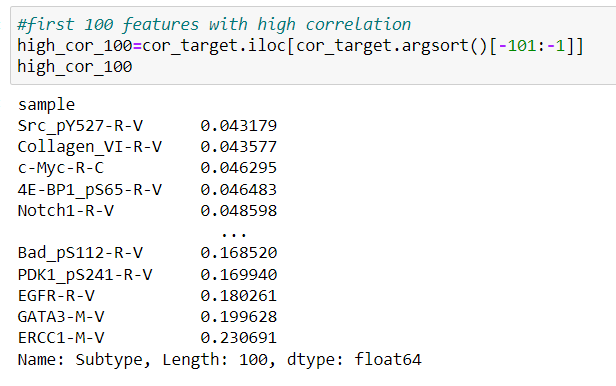 #first 100 features with high correlation
high_cor_100=cor_target.iloc[cor_target.argsort()[-101:-1]]
high_cor_100
sample
Src_pY527-R-V      0.043179
Collagen_VI-R-V    0.043577
c-Myc-R-C          0.046295
4E-BP1_pS65-R-V    0.046483
Notch1-R-V         0.048598
...
Bad_pS112-R-V      0.168520
PDK1_pS241-R-V     0.169940
EGFR-R-V           0.180261
GATA3-M-V          0.199628
ERCC1-M-V          0.230691
Name: Subtype, Length: 100, dtype: float64